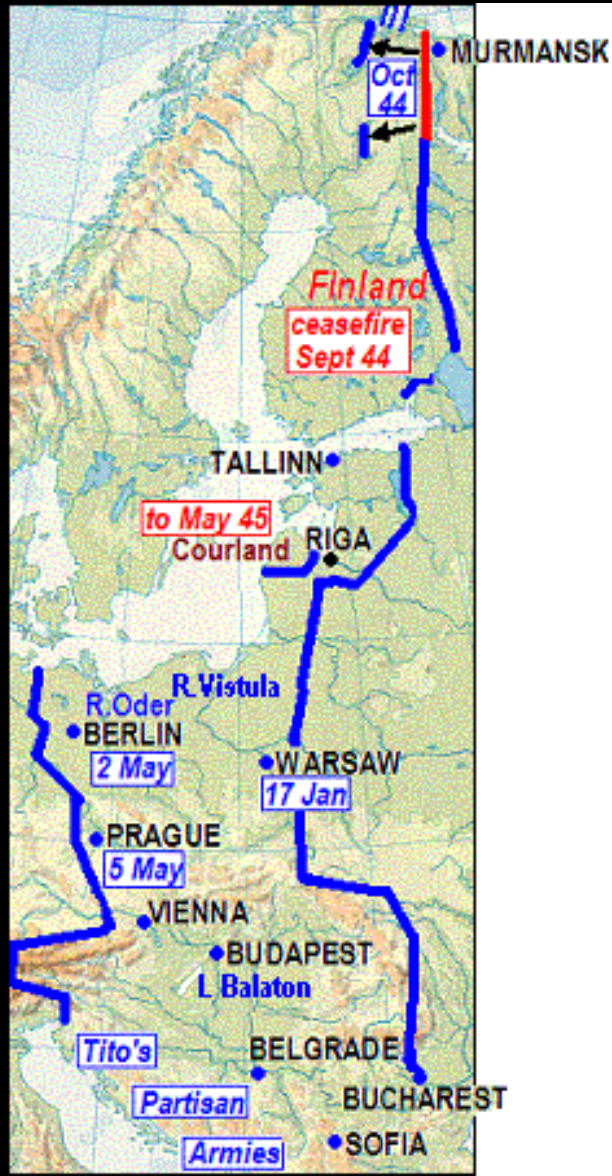 MURMANSK
Oct
44
Finland
ceasefire
Sept 44
TALLINN
to May 45
Courland
RIGA
R.Vistula
R.Oder
BERLIN
2 May
WARSAW
17 Jan
PRAGUE
5 May
VIENNA
BUDAPEST
L Balaton
Tito's
BELGRADE
Partisan
BUCHAREST
Armies
SOFIA